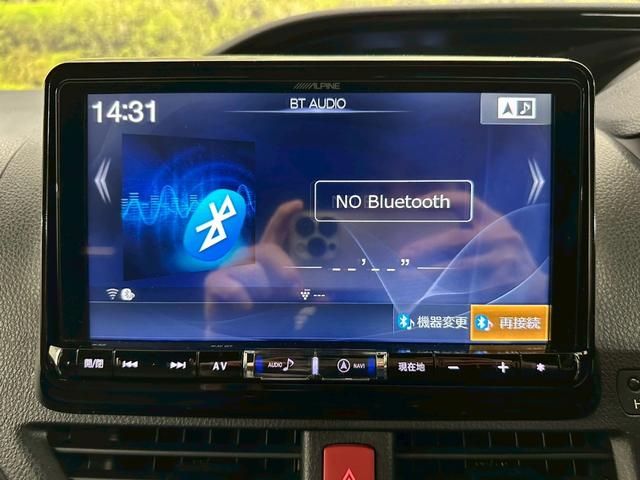 ALPINE
14:31
BT AUDIO
NO Bluetooth
--'--"
---
機器変更
再接続
開/閉
AV
AUDIO
NAVI
現在地
H